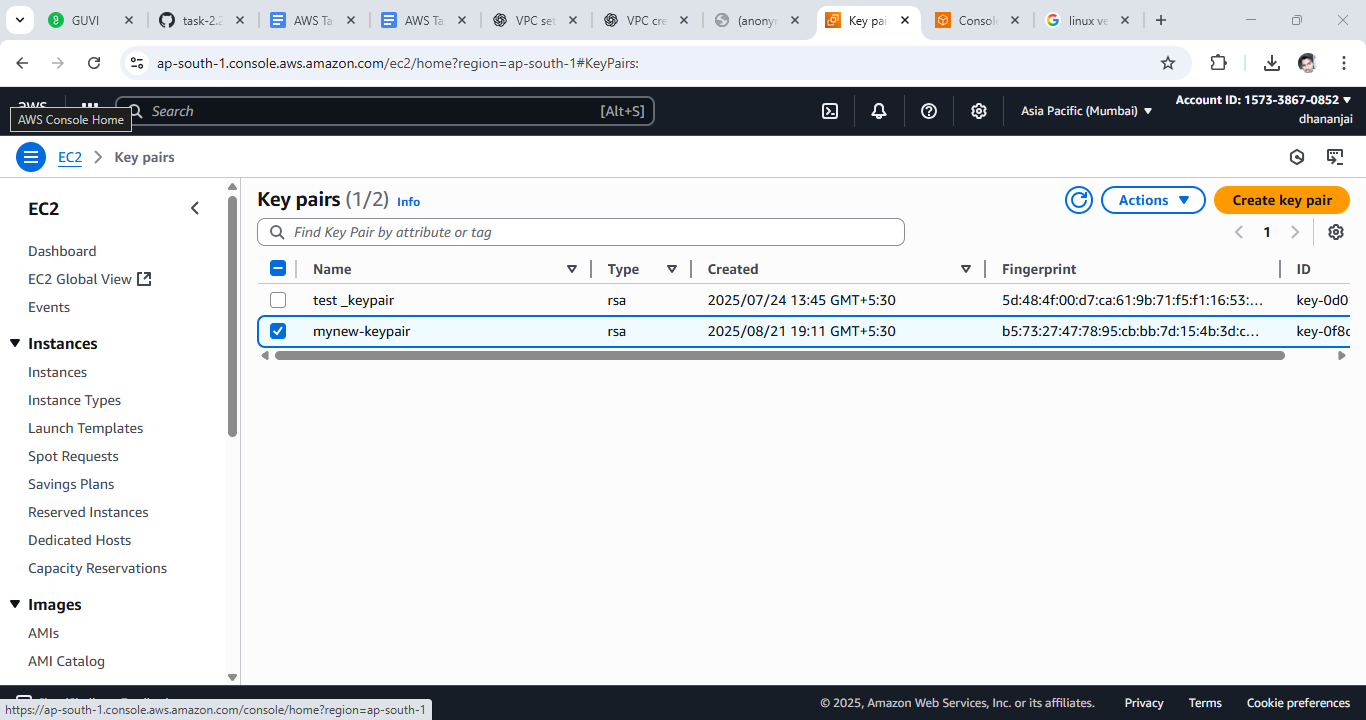 GUVI
task-2.2
AWS Ta
AWS Ta
VPC set
VPC cre
(anonyn
Key pai
Consol
linux ve
ap-south-1.console.aws.amazon.com/ec2/home?region=ap-south-1#KeyPairs:
aws
Search
[Alt+S]
Asia Pacific (Mumbai)
Account ID: 1573-3867-0852
dhananjai
AWS Console Home
EC2
Key pairs
EC2
Dashboard
EC2 Global View
Events
Instances
Instances
Instance Types
Launch Templates
Spot Requests
Savings Plans
Reserved Instances
Dedicated Hosts
Capacity Reservations
Images
AMIs
AMI Catalog
Key pairs (1/2) Info
Actions
Create key pair
Find Key Pair by attribute or tag
1
Name Type Created Fingerprint ID
test _keypair rsa 2025/07/24 13:45 GMT+5:30 5d:48:4f:00:d7:ca:61:9b:71:f5:f1:16:53:... key-0d0
mynew-keypair rsa 2025/08/21 19:11 GMT+5:30 b5:73:27:47:78:95:cb:bb:7d:15:4b:3d:c... key-0f8c
© 2025, Amazon Web Services, Inc. or its affiliates. Privacy Terms Cookie preferences
https://ap-south-1.console.aws.amazon.com/console/home?region=ap-south-1